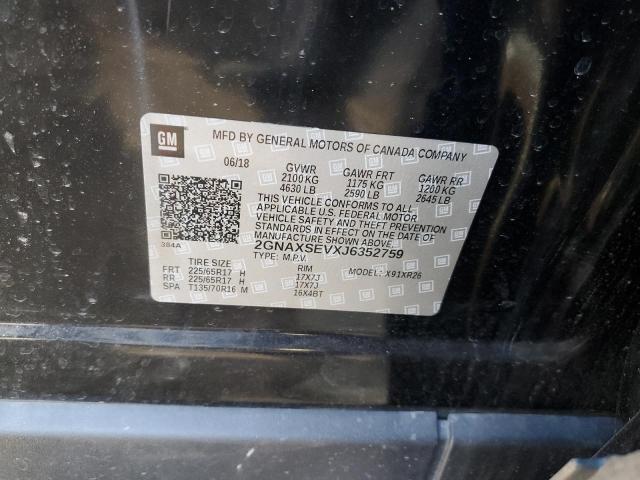 GM
MFD BY GENERAL MOTORS OF CANADA COMPANY
06/18 GVWR GAWR FRT GAWR RR
2100 KG 1175 KG 1200 KG
4630 LB 2590 LB 2645 LB
THIS VEHICLE CONFORMS TO ALL
APPLICABLE U.S. FEDERAL MOTOR
VEHICLE SAFETY AND THEFT PREVENTION
STANDARDS IN EFFECT ON THE DATE
OF MANUFACTURE SHOWN ABOVE.
384A 2GNAXSEVXJ6352759
TYPE: M.P.V. MODEL: X91XR26
TIRE SIZE RIM
FRT 225/65R17 H 17X7J
RR 225/65R17 H 17X7J
SPA T135/70R16 M 16X4BT